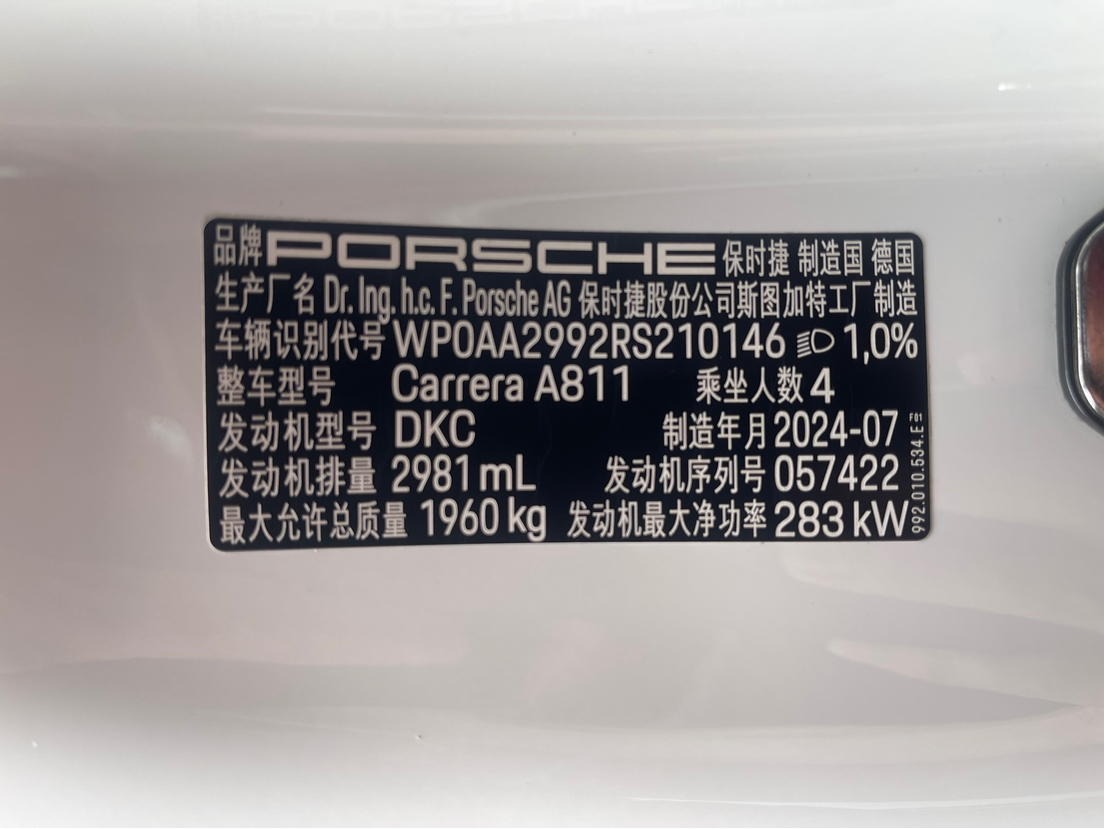 品牌 PORSCHE 保时捷 制造国 德国
生产厂名 Dr. Ing. h.c. F. Porsche AG 保时捷股份公司斯图加特工厂制造
车辆识别代号 WP0AA2992RS210146 1,0%
整车型号 Carrera A811 乘坐人数 4
发动机型号 DKC 制造年月 2024-07
发动机排量 2981 mL 发动机序列号 057422
最大允许总质量 1960 kg 发动机最大净功率 283 kW
992.010.534.E F01